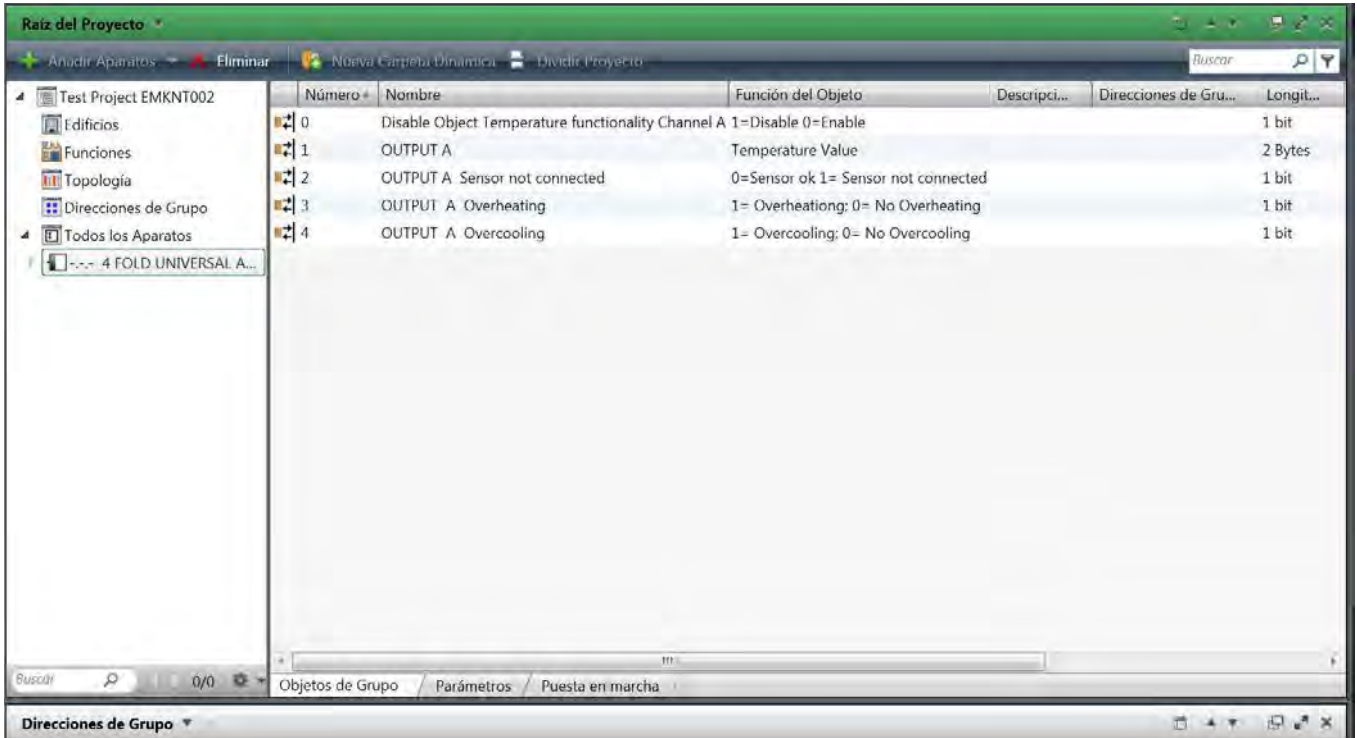 Raíz del Proyecto
Añadir Aparatos Eliminar Nueva Carpeta Dinámica Dividir Proyecto Buscar
Test Project EMKNT002
Edificios
Funciones
Topología
Direcciones de Grupo
Todos los Aparatos
-.-.- 4 FOLD UNIVERSAL A...
Número Nombre Función del Objeto Descripci... Direcciones de Gru... Longit...
0 Disable Object Temperature functionality Channel A 1=Disable 0=Enable 1 bit
1 OUTPUT A Temperature Value 2 Bytes
2 OUTPUT A Sensor not connected 0=Sensor ok 1= Sensor not connected 1 bit
3 OUTPUT A Overheating 1= Overheationg; 0= No Overheating 1 bit
4 OUTPUT A Overcooling 1= Overcooling; 0= No Overcooling 1 bit
Buscar 0/0
Objetos de Grupo Parámetros Puesta en marcha
Direcciones de Grupo